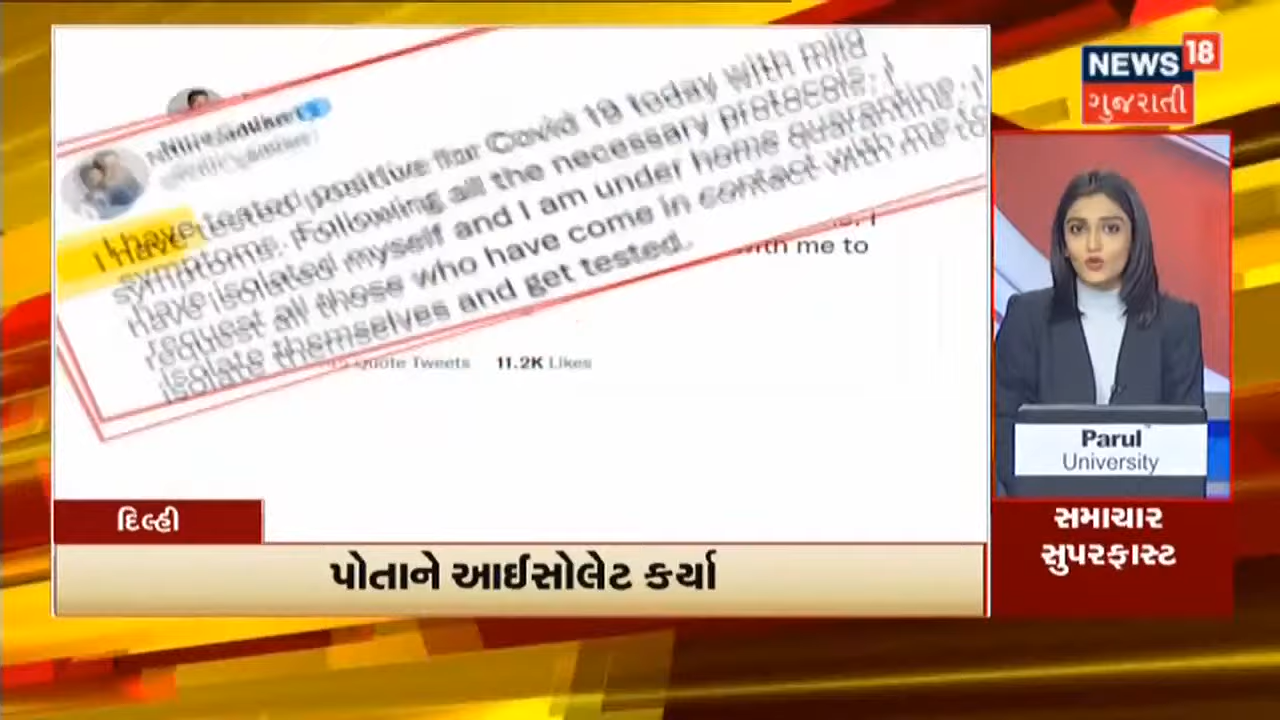 NEWS 18
ગુજરાતી
I have tested positive for Covid 19 today with mild
symptoms. Following all the necessary protocols, I
have isolated myself and I am under home quarantine. I
request all those who have come in contact with me to
isolate themselves and get tested.
with me to
Quote Tweets 11.2K Likes
Parul
University
દિલ્હી
પોતાને આઈસોલેટ કર્યા
સમાચાર
સુપરફાસ્ટ